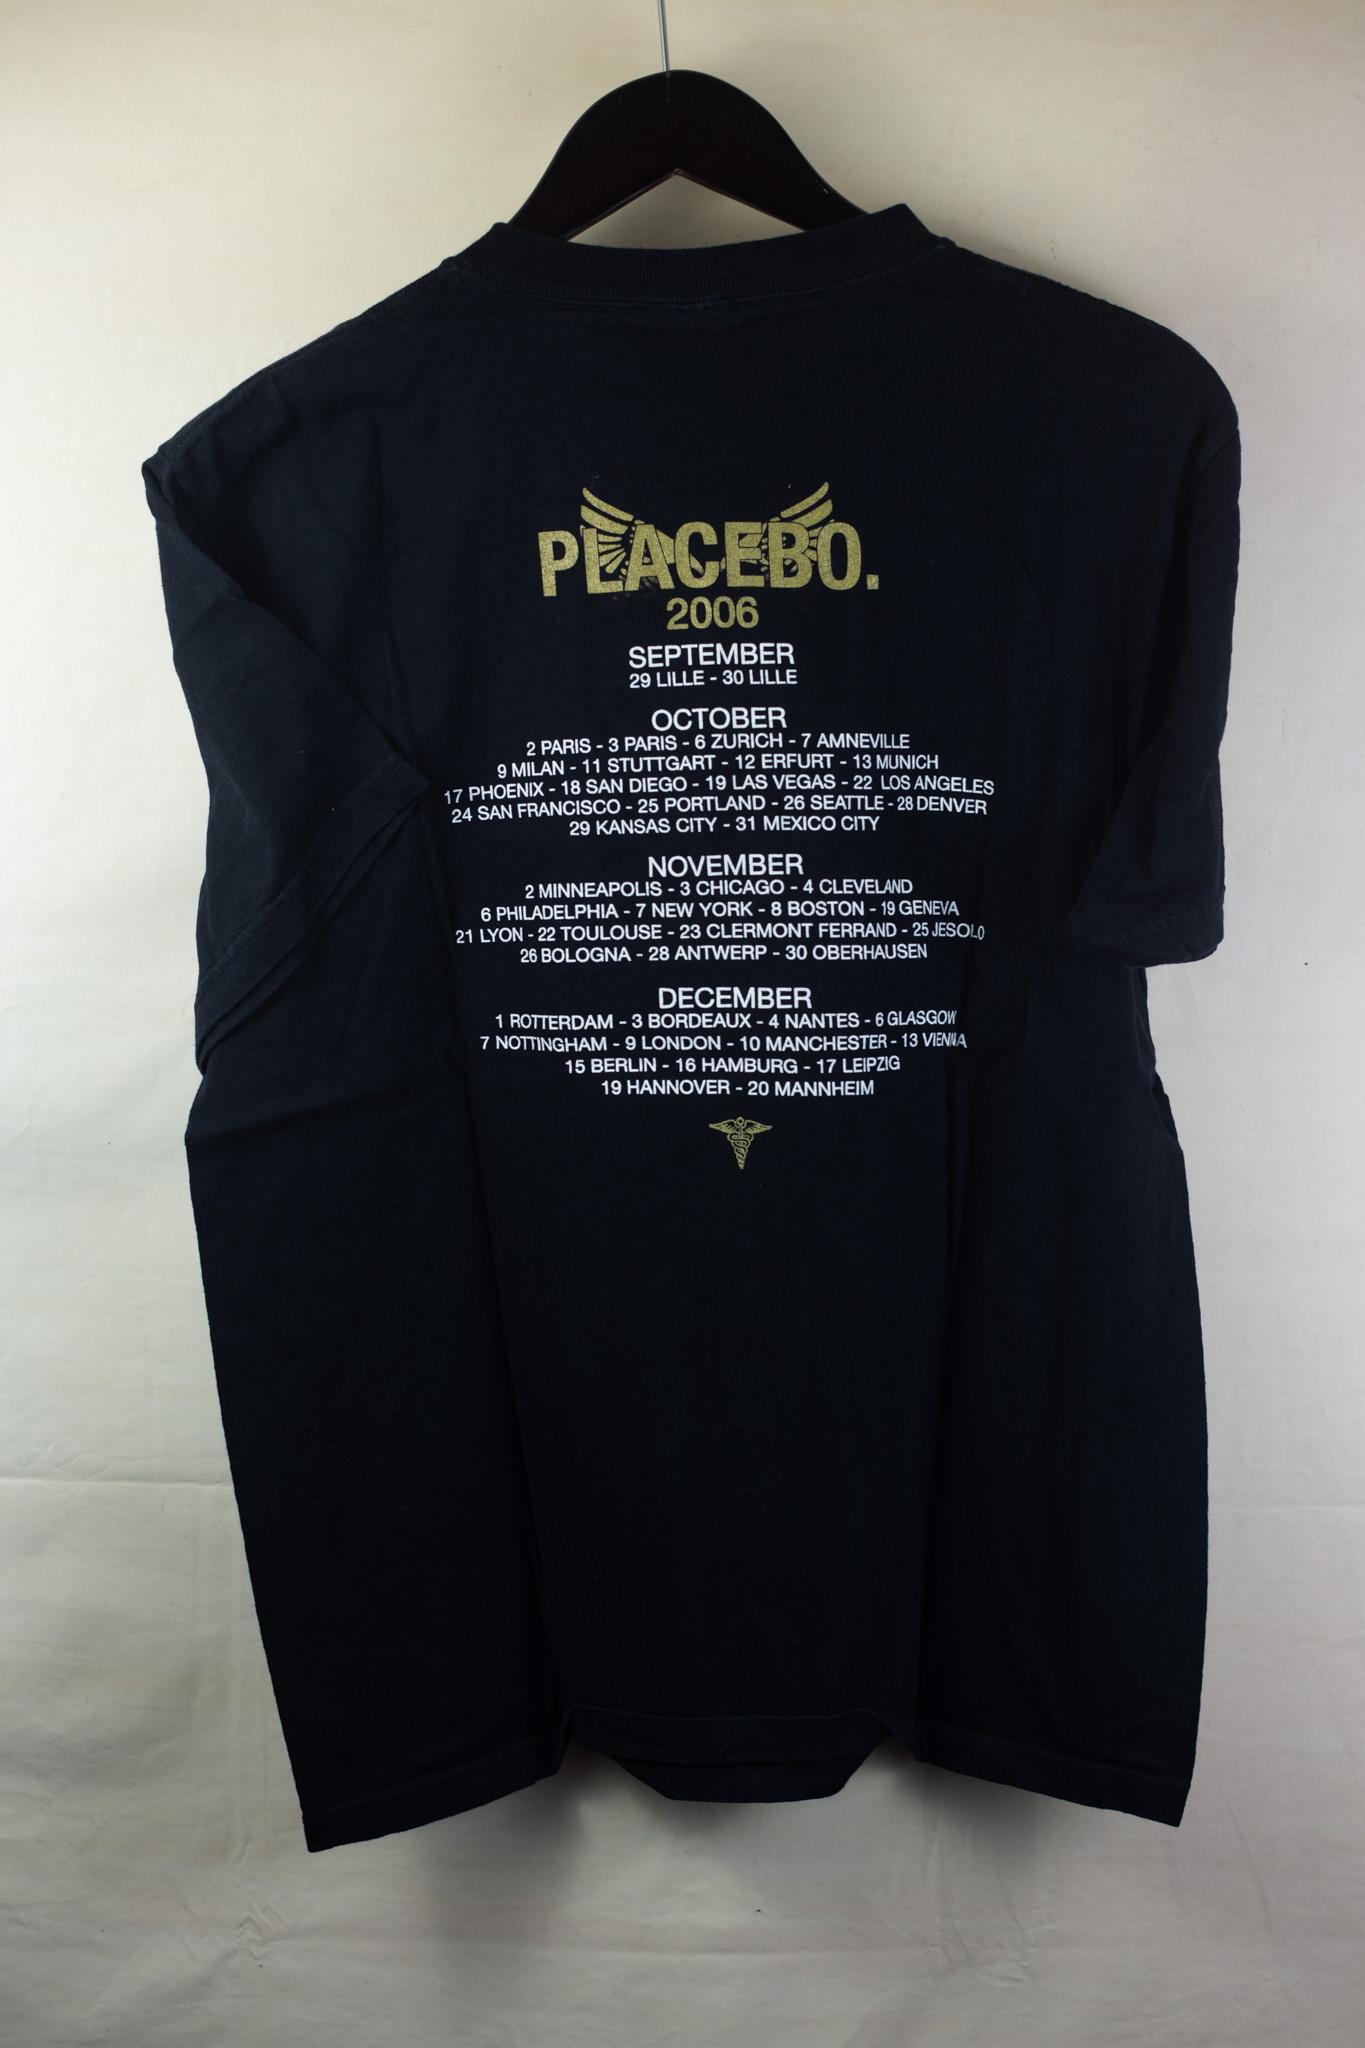 PLACEBO.
2006
SEPTEMBER
29 LILLE - 30 LILLE
OCTOBER
2 PARIS - 3 PARIS - 6 ZURICH - 7 AMNEVILLE
9 MILAN - 11 STUTTGART - 12 ERFURT - 13 MUNICH
17 PHOENIX - 18 SAN DIEGO - 19 LAS VEGAS - 22 LOS ANGELES
24 SAN FRANCISCO - 25 PORTLAND - 26 SEATTLE - 28 DENVER
29 KANSAS CITY - 31 MEXICO CITY
NOVEMBER
2 MINNEAPOLIS - 3 CHICAGO - 4 CLEVELAND
6 PHILADELPHIA - 7 NEW YORK - 8 BOSTON - 19 GENEVA
21 LYON - 22 TOULOUSE - 23 CLERMONT FERRAND - 25 JESOLO
26 BOLOGNA - 28 ANTWERP - 30 OBERHAUSEN
DECEMBER
1 ROTTERDAM - 3 BORDEAUX - 4 NANTES - 6 GLASGOW
7 NOTTINGHAM - 9 LONDON - 10 MANCHESTER - 13 VIENNA
15 BERLIN - 16 HAMBURG - 17 LEIPZIG
19 HANNOVER - 20 MANNHEIM